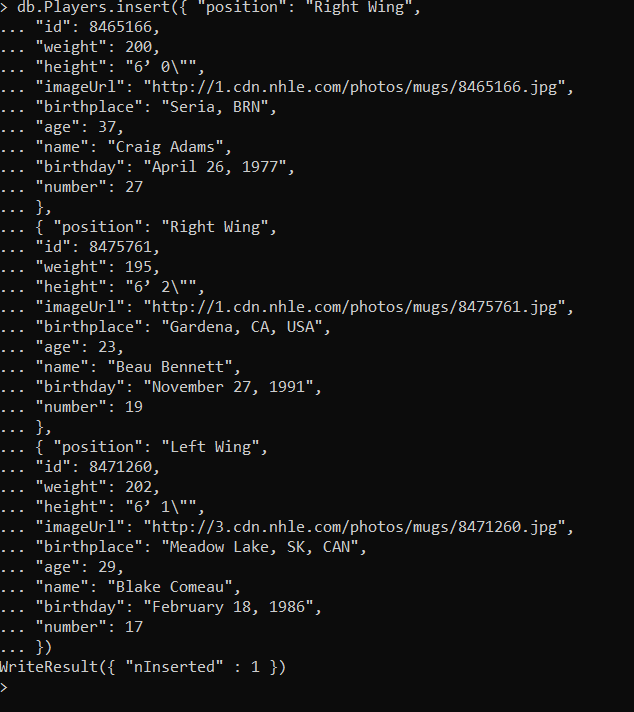 > db.Players.insert({ "position": "Right Wing",
... "id": 8465166,
... "weight": 200,
... "height": "6’ 0\"",
... "imageUrl": "http://1.cdn.nhle.com/photos/mugs/8465166.jpg",
... "birthplace": "Seria, BRN",
... "age": 37,
... "name": "Craig Adams",
... "birthday": "April 26, 1977",
... "number": 27
... },
... { "position": "Right Wing",
... "id": 8475761,
... "weight": 195,
... "height": "6’ 2\"",
... "imageUrl": "http://1.cdn.nhle.com/photos/mugs/8475761.jpg",
... "birthplace": "Gardena, CA, USA",
... "age": 23,
... "name": "Beau Bennett",
... "birthday": "November 27, 1991",
... "number": 19
... },
... { "position": "Left Wing",
... "id": 8471260,
... "weight": 202,
... "height": "6’ 1\"",
... "imageUrl": "http://3.cdn.nhle.com/photos/mugs/8471260.jpg",
... "birthplace": "Meadow Lake, SK, CAN",
... "age": 29,
... "name": "Blake Comeau",
... "birthday": "February 18, 1986",
... "number": 17
... })
WriteResult({ "nInserted" : 1 })
>